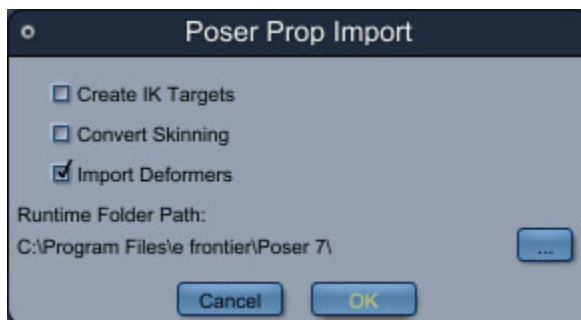 Poser Prop Import
Create IK Targets
Convert Skinning
Import Deformers
Runtime Folder Path:
C:\Program Files\e frontier\Poser 7\
...
Cancel OK